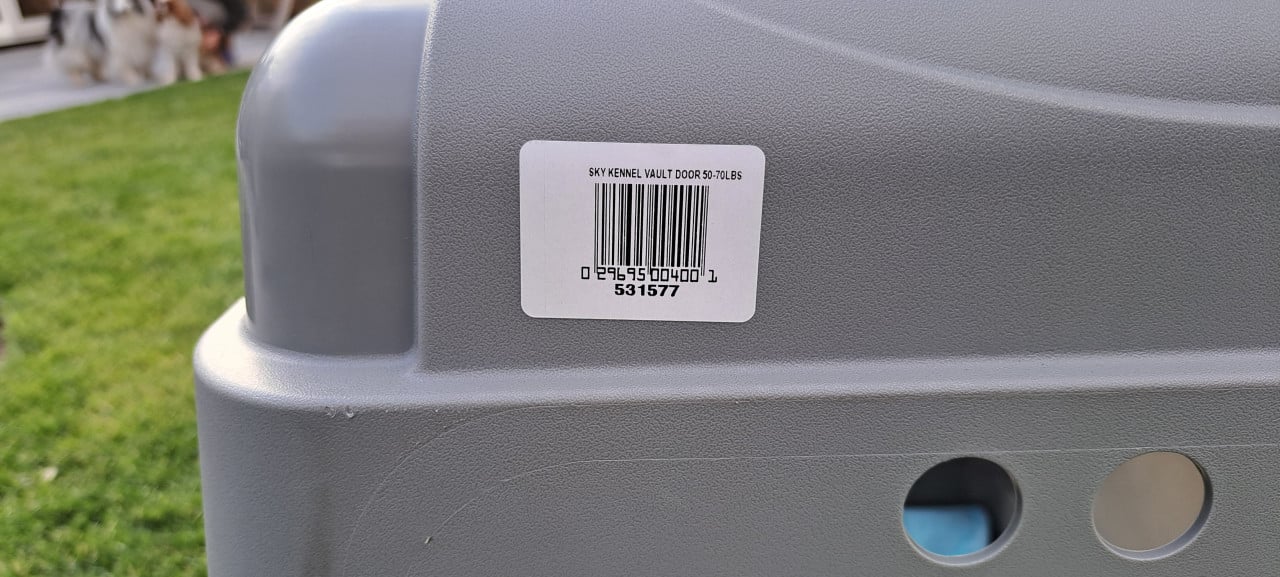 SKY KENNEL VAULT DOOR 50-70LBS
0 29695 00400 1
531577